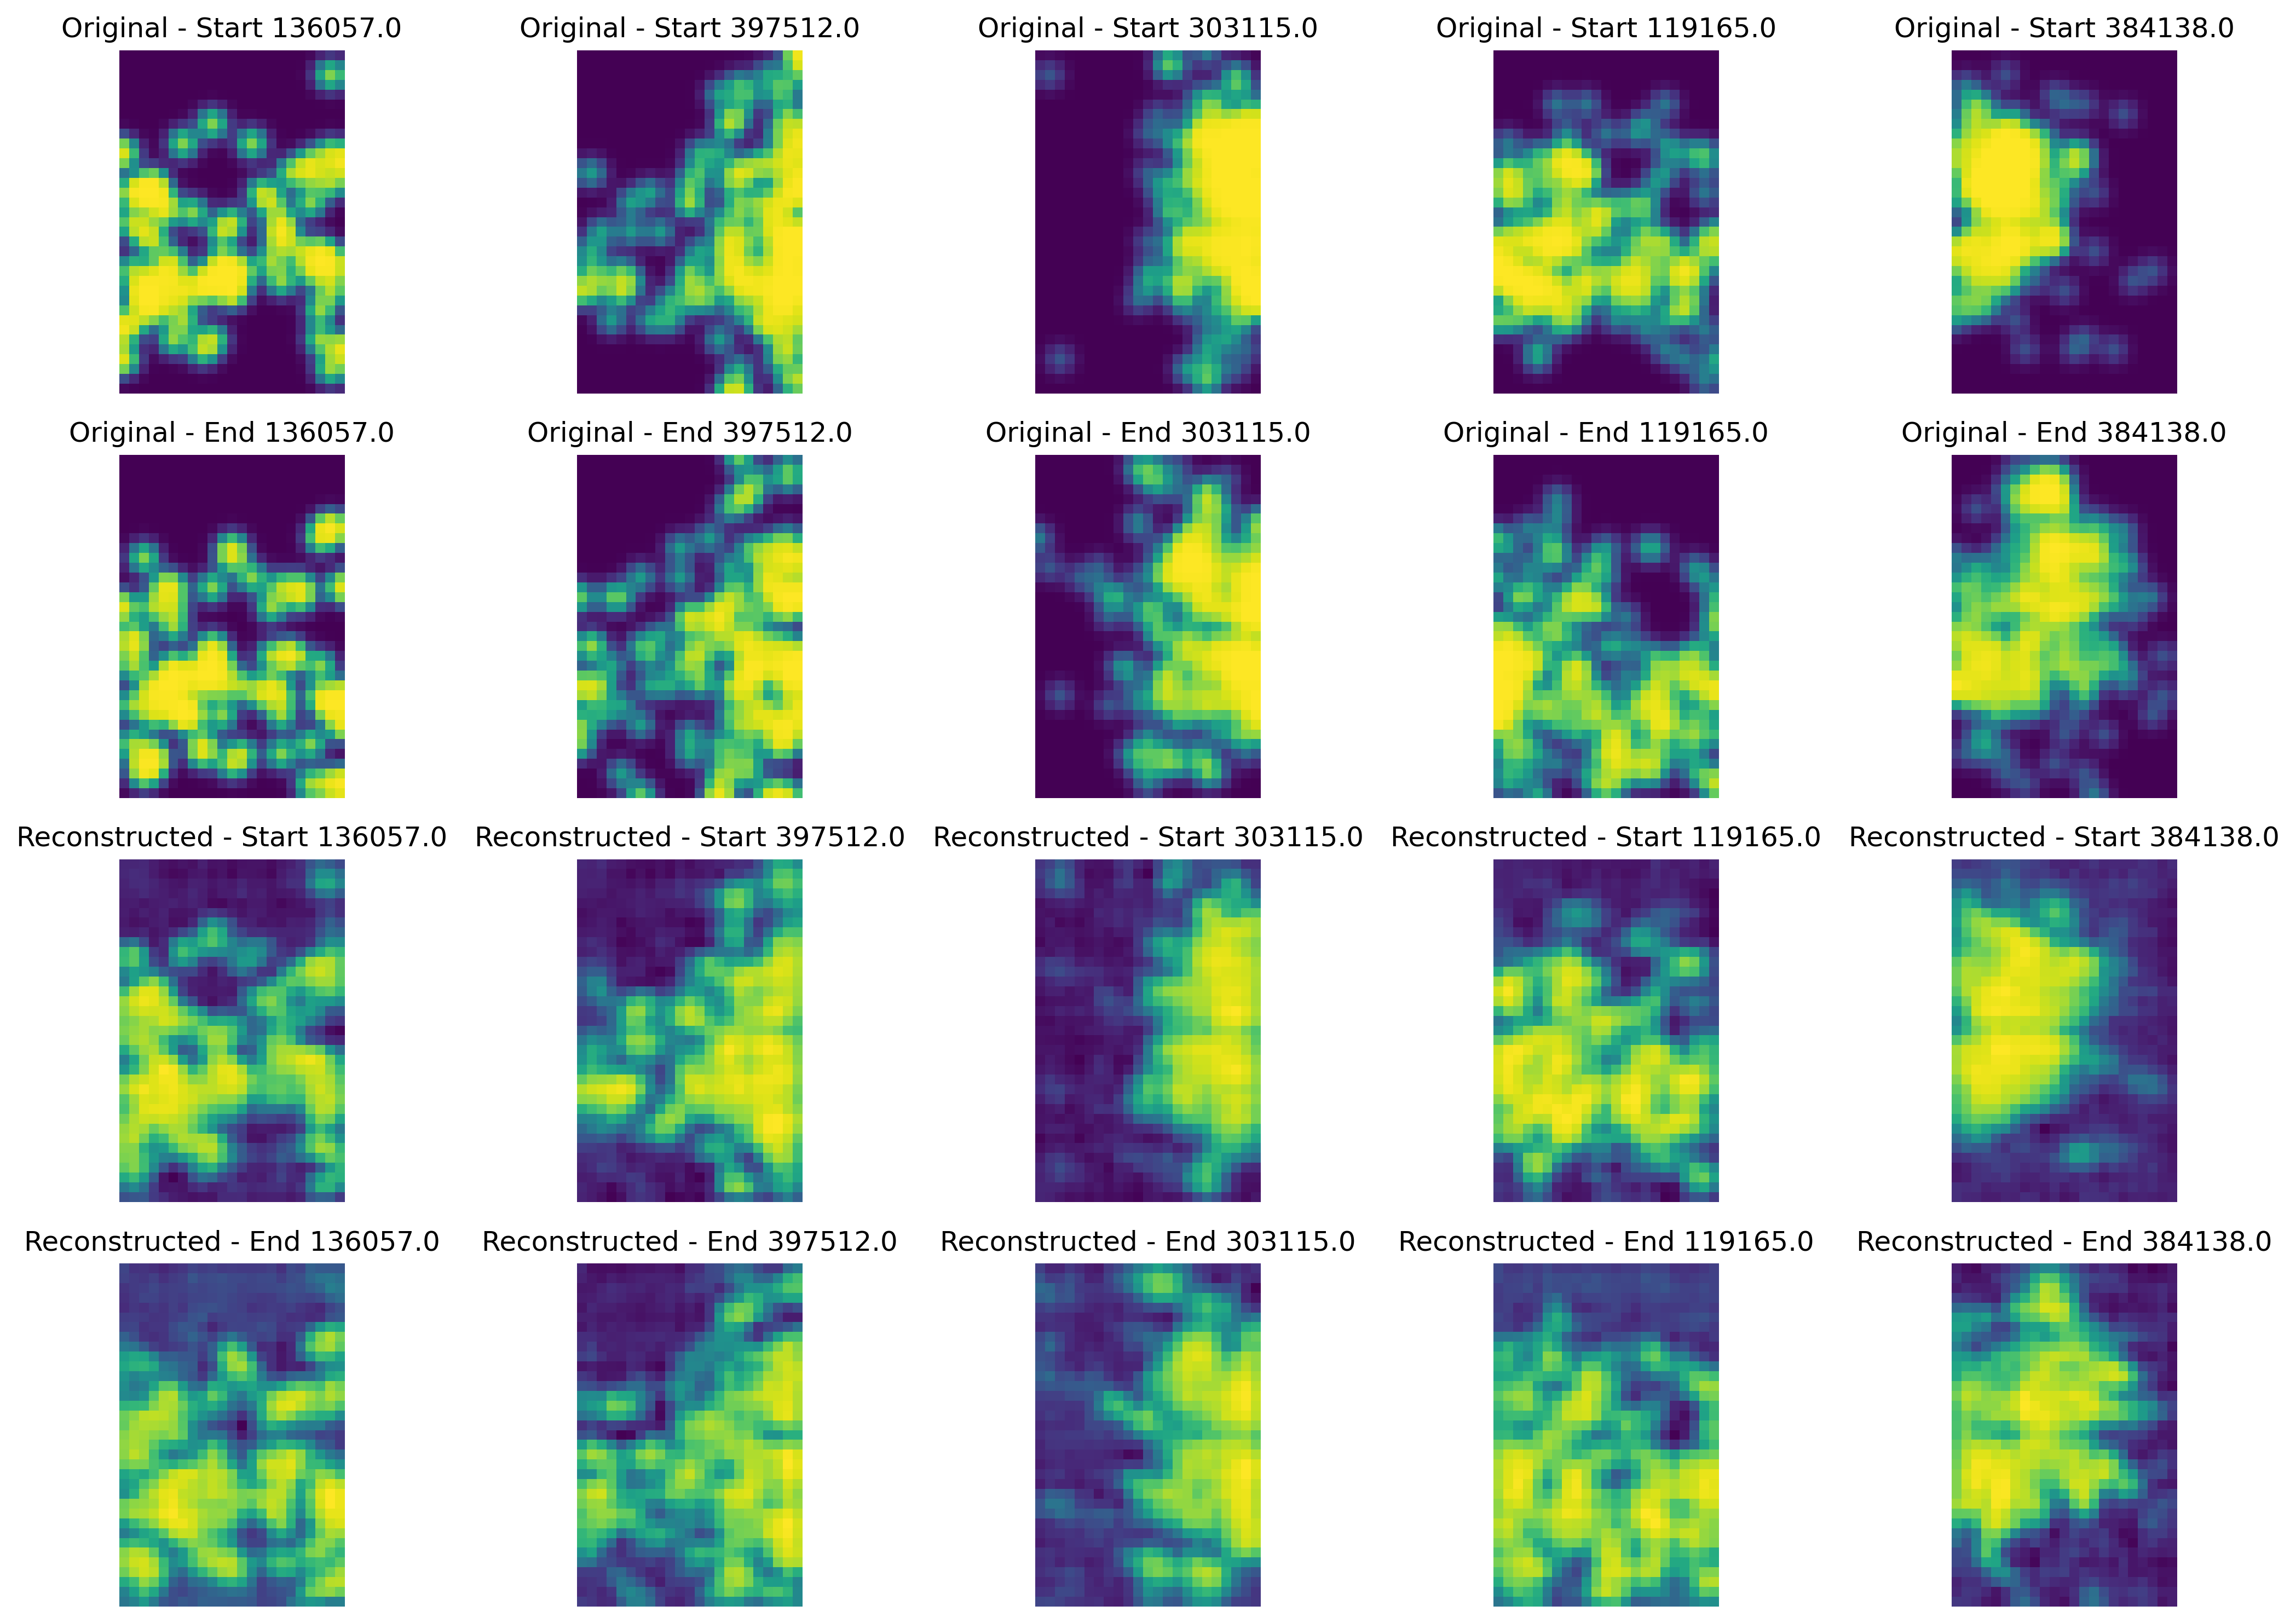 Original - Start 136057.0
Original - Start 397512.0
Original - Start 303115.0
Original - Start 119165.0
Original - Start 384138.0
Original - End 136057.0
Original - End 397512.0
Original - End 303115.0
Original - End 119165.0
Original - End 384138.0
Reconstructed - Start 136057.0
Reconstructed - Start 397512.0
Reconstructed - Start 303115.0
Reconstructed - Start 119165.0
Reconstructed - Start 384138.0
Reconstructed - End 136057.0
Reconstructed - End 397512.0
Reconstructed - End 303115.0
Reconstructed - End 119165.0
Reconstructed - End 384138.0